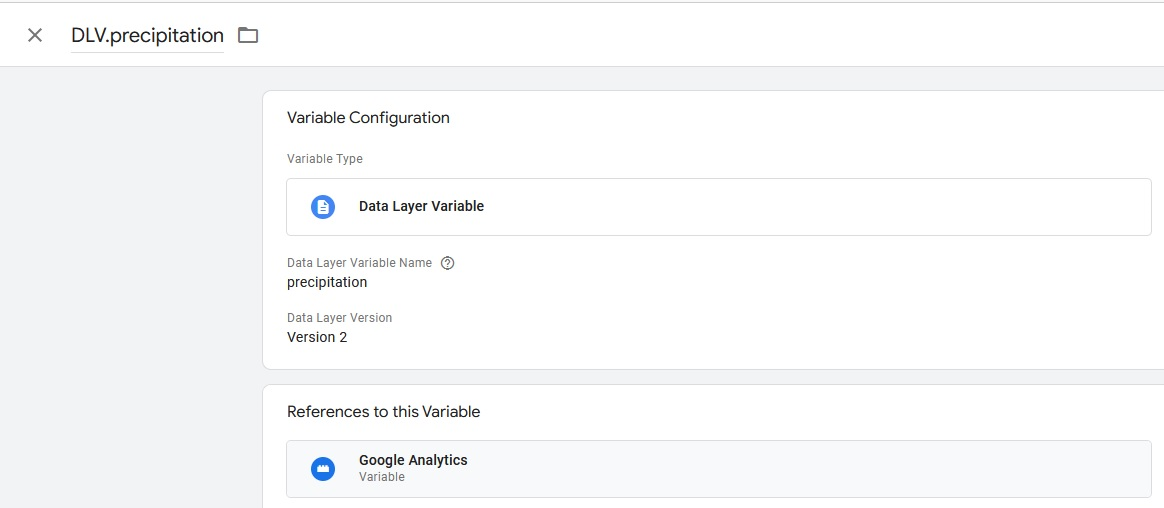 DLV.precipitation
Variable Configuration
Variable Type
Data Layer Variable
Data Layer Variable Name
precipitation
Data Layer Version
Version 2
References to this Variable
Google Analytics
Variable